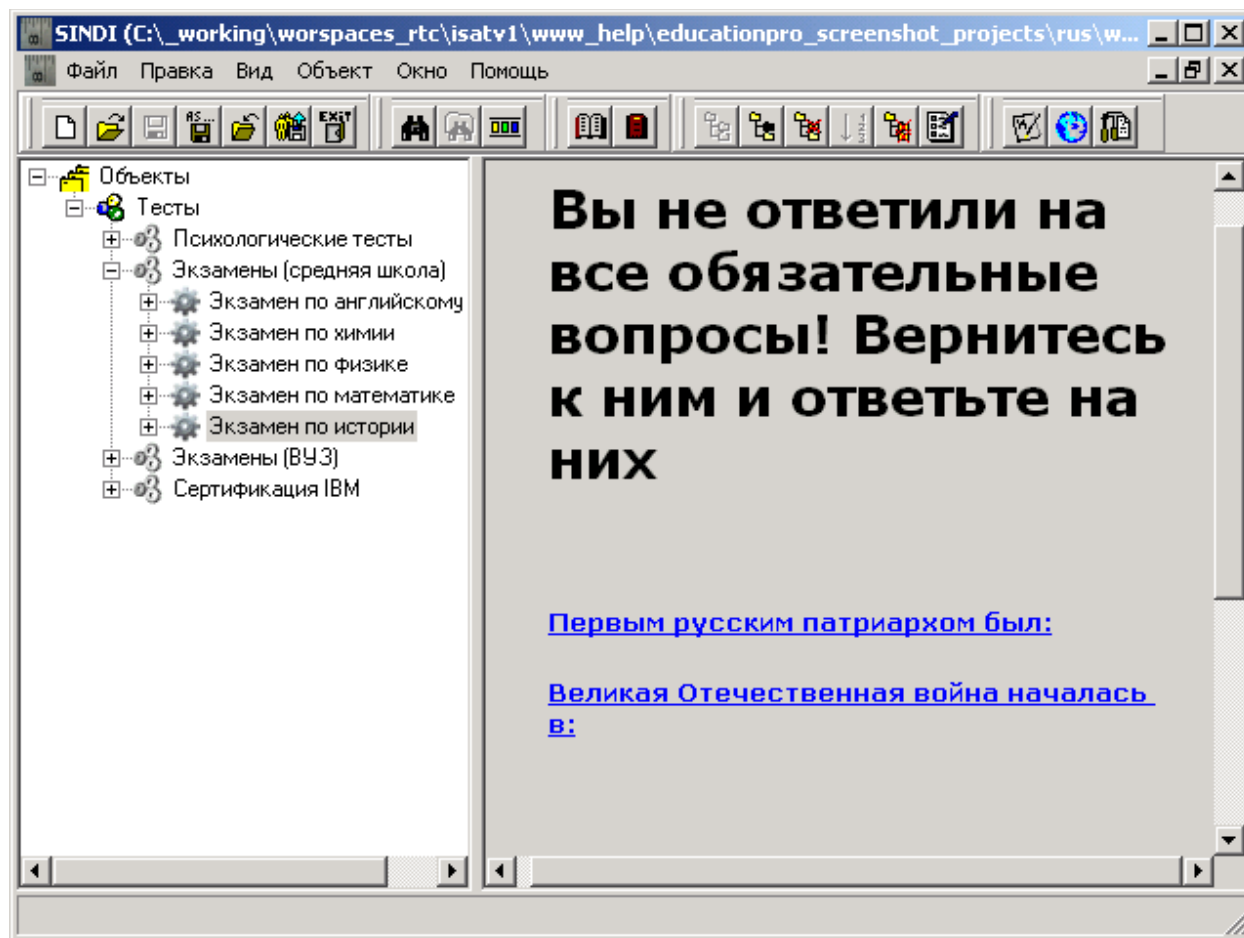 SINDI (C:\_working\worspaces_rtc\isatv1\www_help\educationpro_screenshot_projects\rus\w...
Файл Правка Вид Объект Окно Помощь
AS...
EXiT
Объекты
Тесты
Психологические тесты
Экзамены (средняя школа)
Экзамен по английскому
Экзамен по химии
Экзамен по физике
Экзамен по математике
Экзамен по истории
Экзамены (ВУЗ)
Сертификация IBM
Вы не ответили на
все обязательные
вопросы! Вернитесь
к ним и ответьте на
них
Первым русским патриархом был:
Великая Отечественная война началась
в: